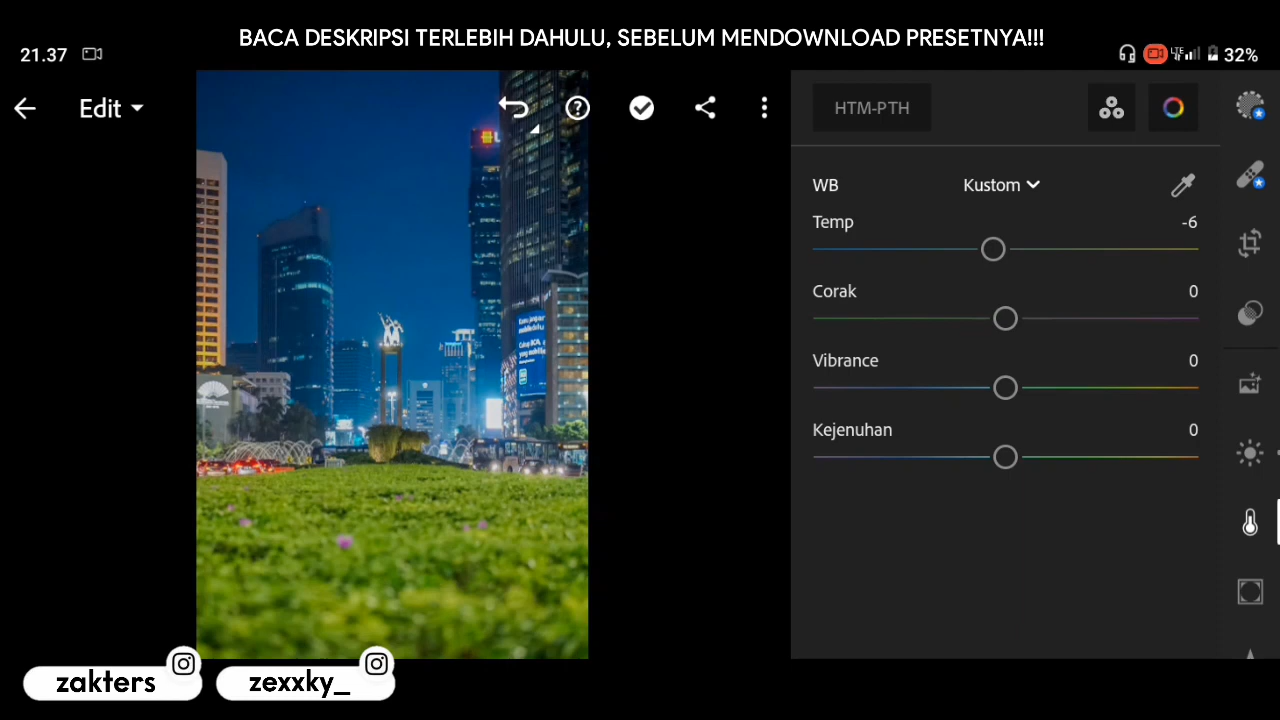 BACA DESKRIPSI TERLEBIH DAHULU, SEBELUM MENDOWNLOAD PRESETNYA!!!
21.37
LTE
32%
Edit
HTM-PTH
WB
Kustom
Temp
-6
Corak
0
Vibrance
0
Kejenuhan
0
zakters
zexxky_